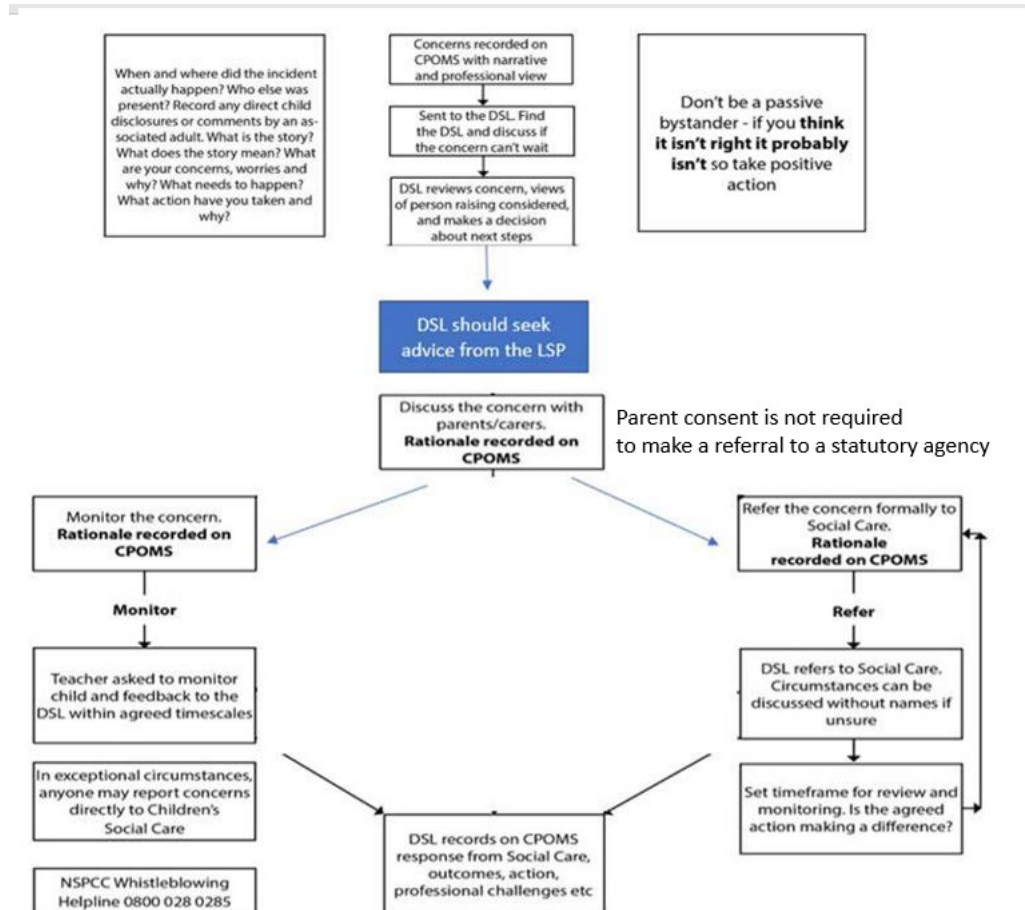 When and where did the incident
actually happen? Who else was
present? Record any direct child
disclosures or comments by an as-
sociated adult. What is the story?
What does the story mean? What
are your concerns, worries and
why? What needs to happen?
What action have you taken and
why?
Concerns recorded on
CPOMS with narrative
and professional view
Sent to the DSL. Find
the DSL and discuss if
the concern can't wait
DSL reviews concern, views
of person raising considered,
and makes a decision
about next steps
Don't be a passive
bystander - if you think
it isn't right it probably
isn't so take positive
action
DSL should seek
advice from the LSP
Discuss the concern with
parents/carers.
Rationale recorded on
CPOMS
Parent consent is not required
to make a referral to a statutory agency
Monitor the concern.
Rationale recorded on
CPOMS
Monitor
Teacher asked to monitor
child and feedback to the
DSL within agreed timescales
In exceptional circumstances,
anyone may report concerns
directly to Children's
Social Care
NSPCC Whistleblowing
Helpline 0800 028 0285
Refer the concern formally to
Social Care.
Rationale
recorded on CPOMS
Refer
DSL refers to Social Care.
Circumstances can be
discussed without names if
unsure
Set timeframe for review and
monitoring. Is the agreed
action making a difference?
DSL records on CPOMS
response from Social Care,
outcomes, action,
professional challenges etc